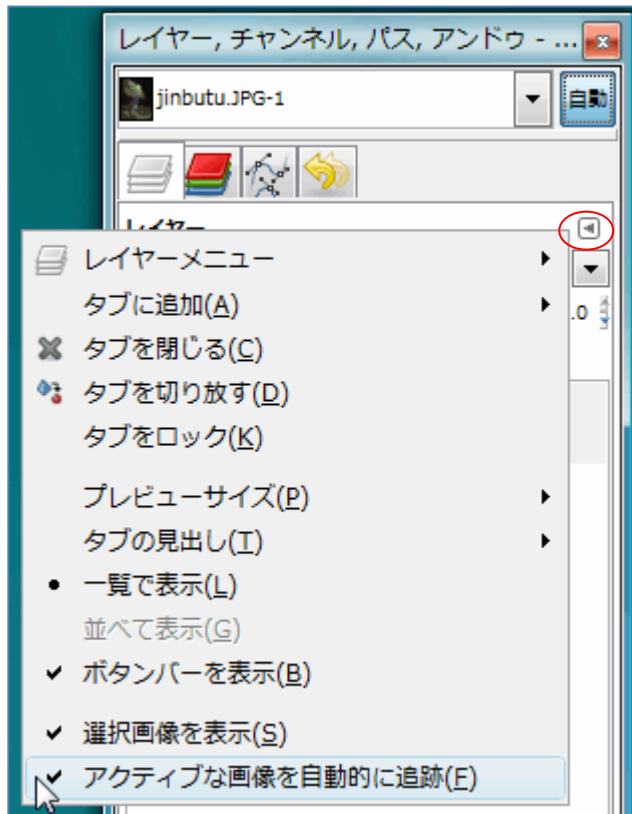 レイヤー, チャンネル, パス, アンドゥ - ...
jinbutu.JPG-1
自動
レイヤー
レイヤーメニュー
タブに追加(A)
.0
タブを閉じる(C)
タブを切り放す(D)
タブをロック(K)
プレビューサイズ(P)
タブの見出し(T)
一覧で表示(L)
並べて表示(G)
ボタンバーを表示(B)
選択画像を表示(S)
アクティブな画像を自動的に追跡(F)